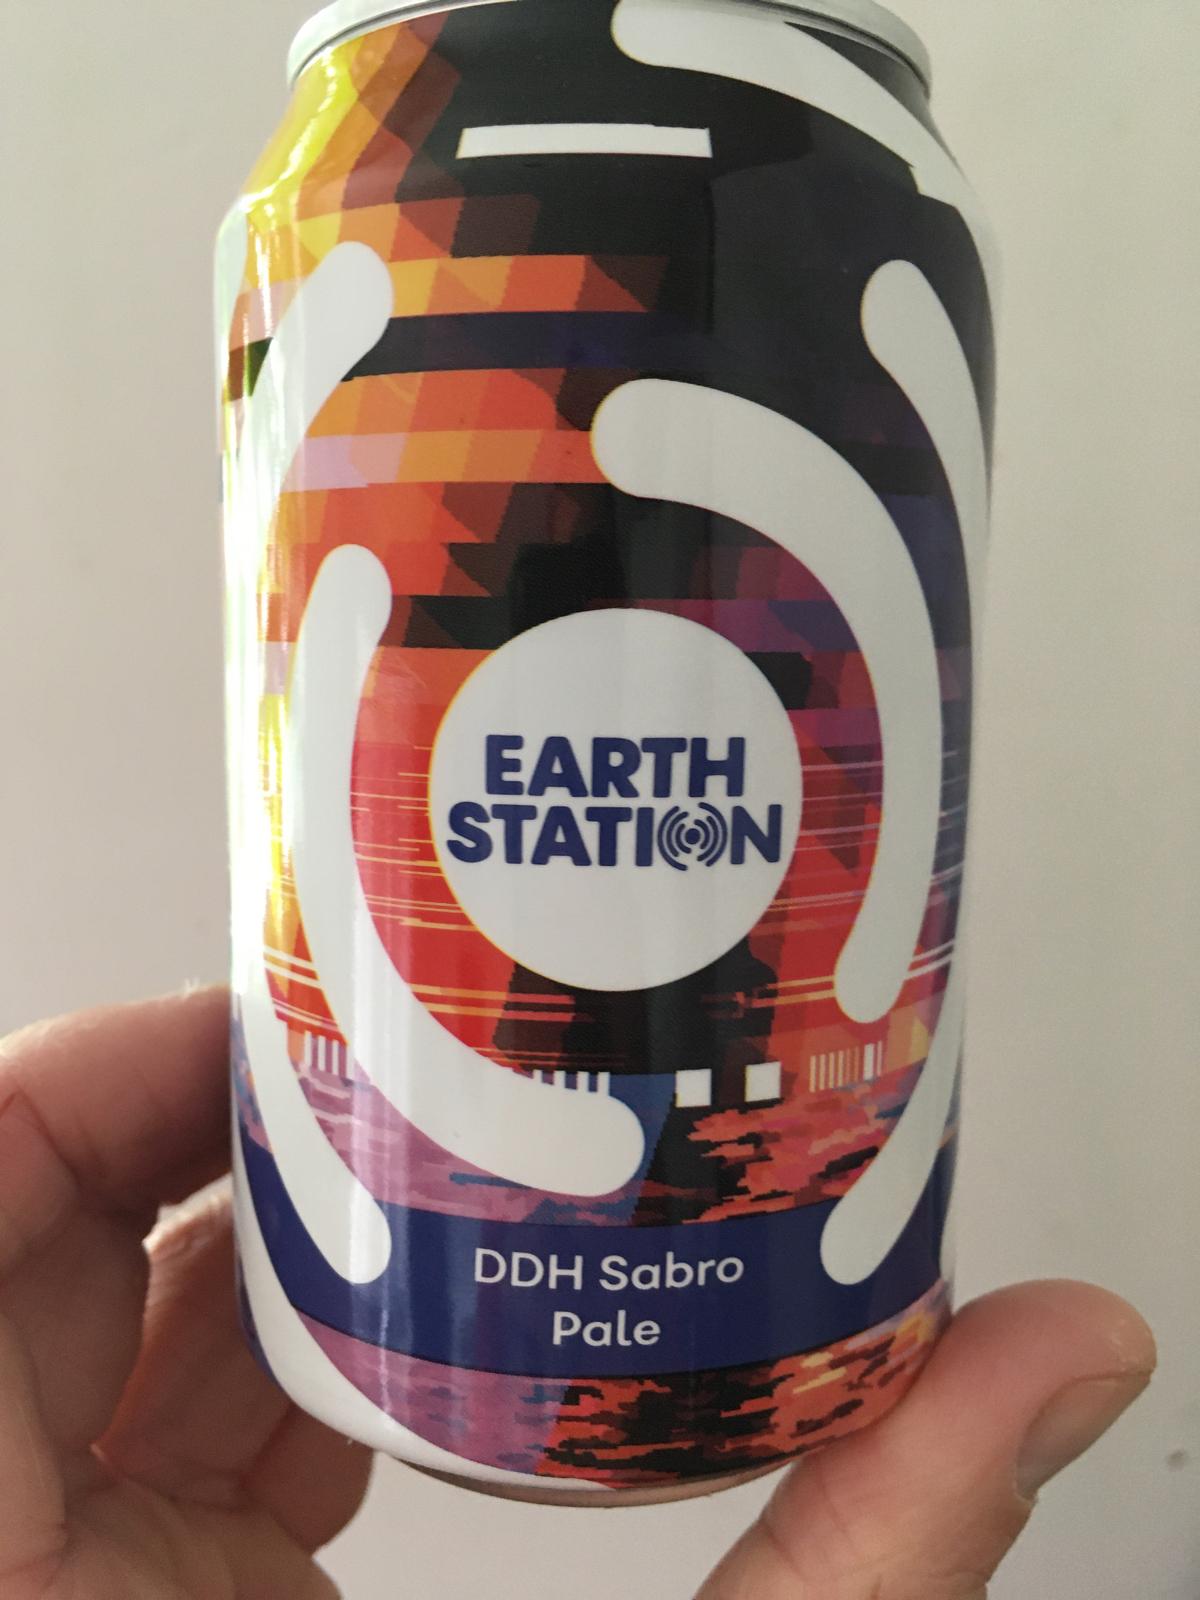 EARTH
STATION
DDH Sabro
Pale